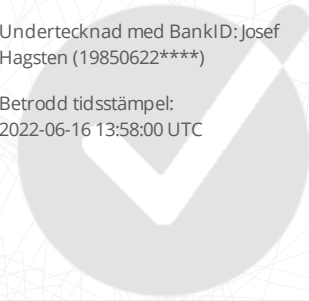 Undertecknad med BankID: Josef
Hagsten (19850622****)
Betrodd tidsstämpel:
2022-06-16 13:58:00 UTC